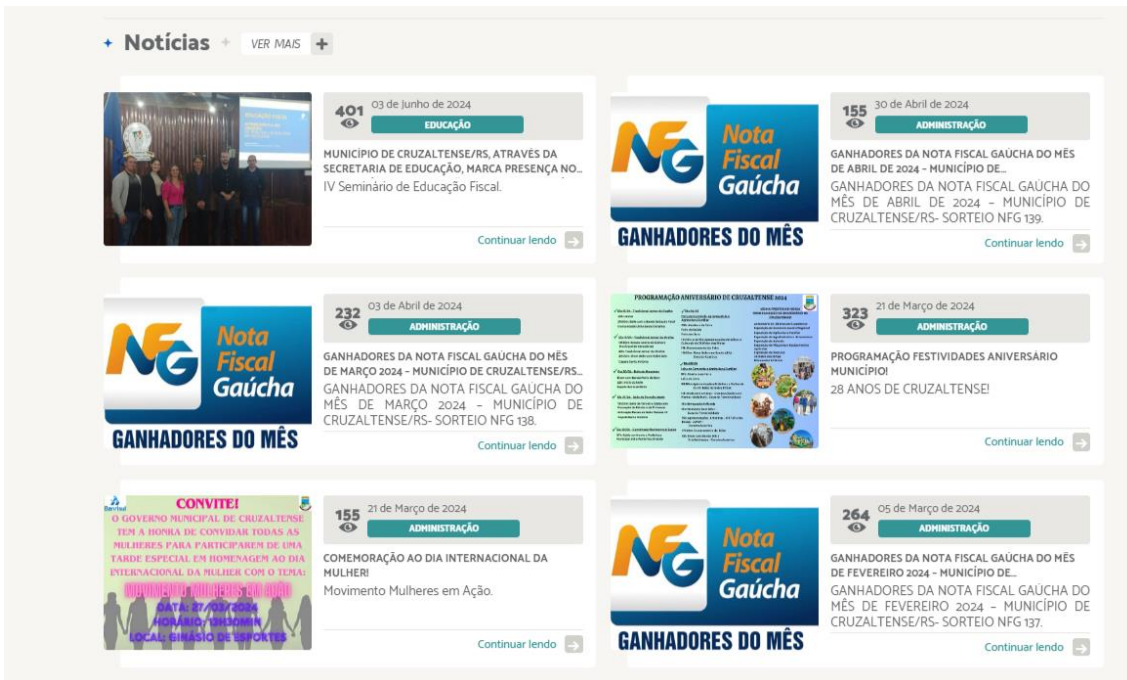 Notícias
VER MAIS +
EDUCAÇÃO FISCAL
401
03 de Junho de 2024
EDUCAÇÃO
MUNICÍPIO DE CRUZALTENSE/RS, ATRAVÉS DA
SECRETARIA DE EDUCAÇÃO, MARCA PRESENÇA NO...
IV Seminário de Educação Fiscal.
Continuar lendo
NFG
Nota
Fiscal
Gaúcha
GANHADORES DO MÊS
155
30 de Abril de 2024
ADMINISTRAÇÃO
GANHADORES DA NOTA FISCAL GAÚCHA DO MÊS
DE ABRIL DE 2024 – MUNICÍPIO DE...
GANHADORES DA NOTA FISCAL GAÚCHA DO
MÊS DE ABRIL DE 2024 – MUNICÍPIO DE
CRUZALTENSE/RS- SORTEIO NFG 139.
Continuar lendo
NFG
Nota
Fiscal
Gaúcha
GANHADORES DO MÊS
232
03 de Abril de 2024
ADMINISTRAÇÃO
GANHADORES DA NOTA FISCAL GAÚCHA DO MÊS
DE MARÇO 2024 – MUNICÍPIO DE CRUZALTENSE/RS...
GANHADORES DA NOTA FISCAL GAÚCHA DO
MÊS DE MARÇO 2024 – MUNICÍPIO DE
CRUZALTENSE/RS- SORTEIO NFG 138.
Continuar lendo
PROGRAMAÇÃO ANIVERSÁRIO DE CRUZALTENSE 2024
323
21 de Março de 2024
ADMINISTRAÇÃO
PROGRAMAÇÃO FESTIVIDADES ANIVERSÁRIO
MUNICÍPIO!
28 ANOS DE CRUZALTENSE!
Continuar lendo
CONVITE!
O GOVERNO MUNICIPAL DE CRUZALTENSE
TEM A HONRA DE CONVIDAR TODAS AS
MULHERES PARA PARTICIPAREM DE UMA
TARDE ESPECIAL EM HOMENAGEM AO DIA
INTERNACIONAL DA MULHER COM O TEMA:
MOVIMENTO MULHERES EM AÇÃO
DATA: 27/03/2024
HORÁRIO: 13H30MIN
LOCAL: GINÁSIO DE ESPORTES
155
21 de Março de 2024
ADMINISTRAÇÃO
COMEMORAÇÃO AO DIA INTERNACIONAL DA
MULHER!
Movimento Mulheres em Ação.
Continuar lendo
NFG
Nota
Fiscal
Gaúcha
GANHADORES DO MÊS
264
05 de Março de 2024
ADMINISTRAÇÃO
GANHADORES DA NOTA FISCAL GAÚCHA DO MÊS
DE FEVEREIRO 2024 – MUNICÍPIO DE...
GANHADORES DA NOTA FISCAL GAÚCHA DO
MÊS DE FEVEREIRO 2024 – MUNICÍPIO DE
CRUZALTENSE/RS- SORTEIO NFG 137.
Continuar lendo